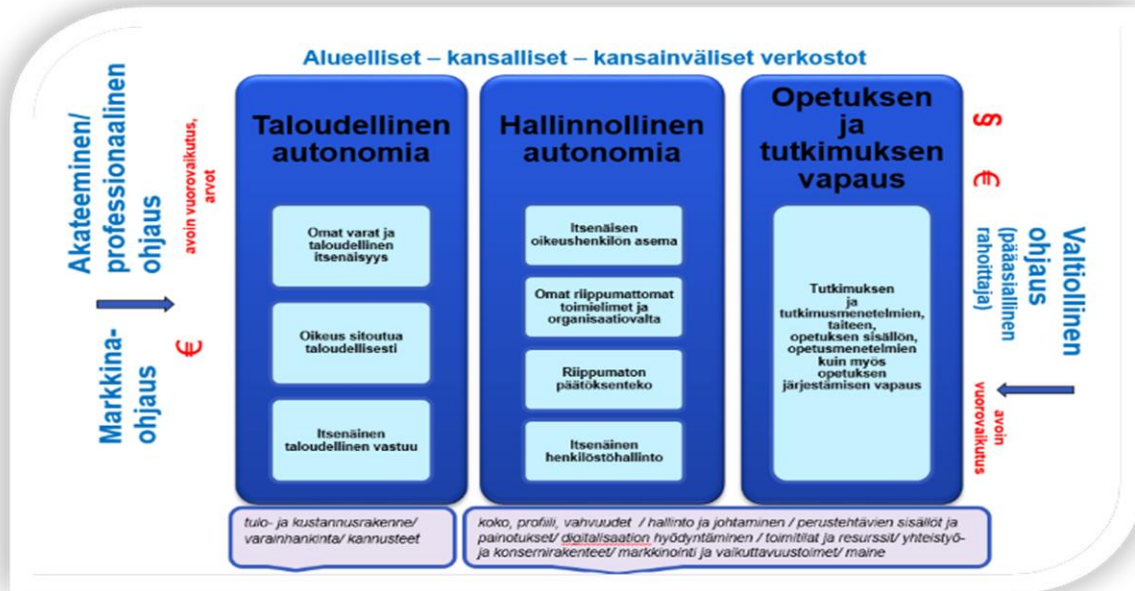 Alueelliset – kansalliset – kansainväliset verkostot
Akateeminen/
professionaalinen
ohjaus
avoin vuorovaikutus,
arvot
Markkina-
ohjaus
€
Taloudellinen
autonomia
Omat varat ja
taloudellinen
itsenäisyys
Oikeus sitoutua
taloudellisesti
Itsenäinen
taloudellinen vastuu
Hallinnollinen
autonomia
Itsenäisen
oikeushenkilön asema
Omat riippumattomat
toimielimet ja
organisaatiovalta
Riippumaton
päätöksenteko
Itsenäinen
henkilöstöhallinto
Opetuksen
ja
tutkimuksen
vapaus
Tutkimuksen
ja
tutkimusmenetelmien,
taiteen,
opetuksen sisällön,
opetusmenetelmien
kuin myös
opetuksen
järjestämisen vapaus
§
€
Valtiollinen
ohjaus
(pääasiallinen
rahoittaja)
avoin
vuorovaikutus
tulo- ja kustannusrakenne/
varainhankinta/ kannusteet
koko, profiili, vahvuudet / hallinto ja johtaminen / perustehtävien sisällöt ja
painotukset/ digitalisaation hyödyntäminen / toimitilat ja resurssit/ yhteistyö-
ja konsernirakenteet/ markkinointi ja vaikuttavuustoimet/ maine